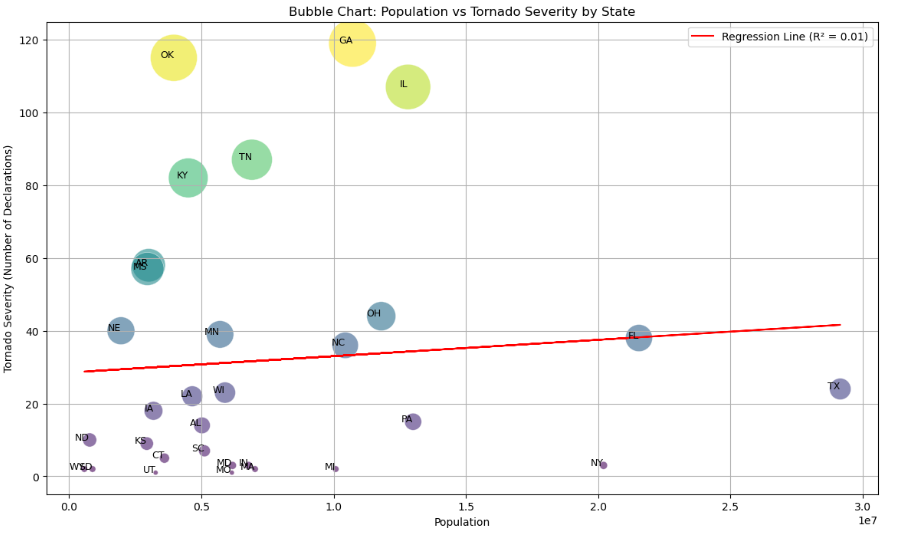 Bubble Chart: Population vs Tornado Severity by State
Regression Line (R² = 0.01)
Tornado Severity (Number of Declarations)
120
100
80
60
40
20
0
GA
OK
IL
TN
KY
AR
MS
OH
NE
MN
FL
NC
TX
WI
LA
IA
PA
AL
ND
KS
SC
CT
MD
IN
NY
WY
SD
MA
MI
UT
MO
0.0
0.5
1.0
1.5
2.0
2.5
3.0
1e7
Population